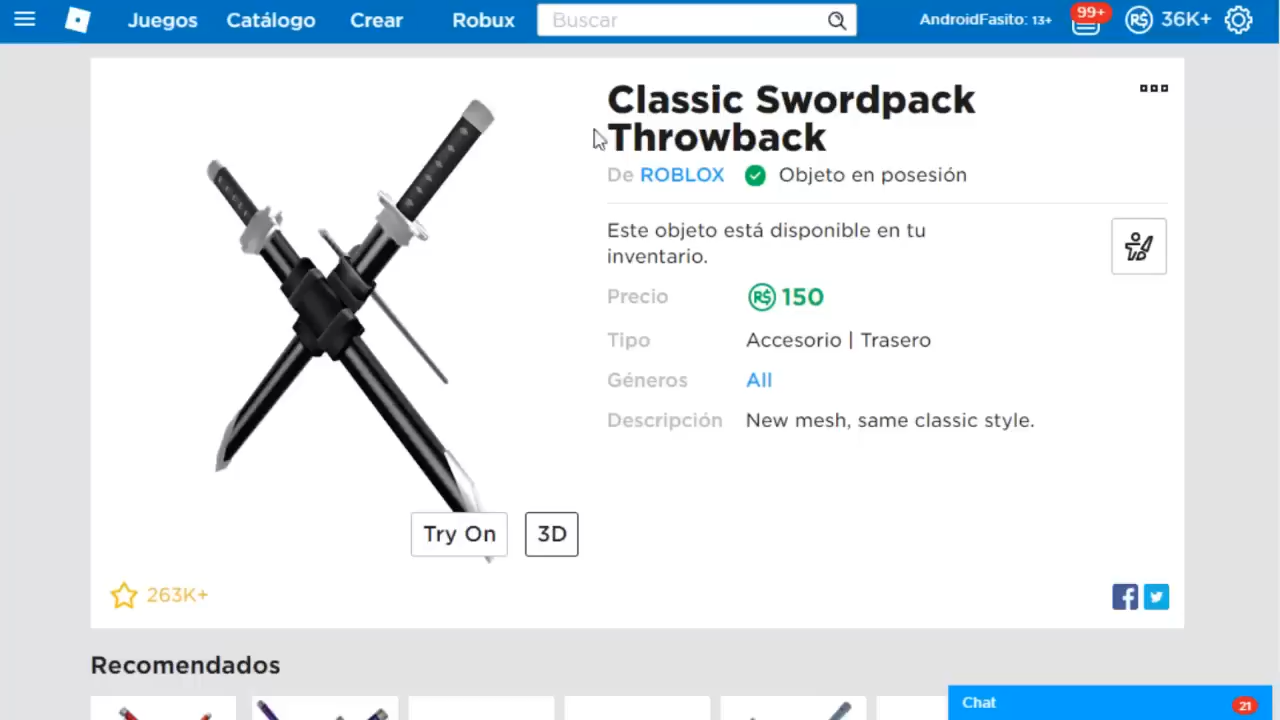 Juegos Catálogo Crear Robux Buscar AndroidFasito: 13+ 99+ R$ 36K+
Classic Swordpack
Throwback
De ROBLOX Objeto en posesión
Este objeto está disponible en tu
inventario.
Precio R$ 150
Tipo Accesorio | Trasero
Géneros All
Descripción New mesh, same classic style.
Try On 3D
263K+
Recomendados
Chat 21